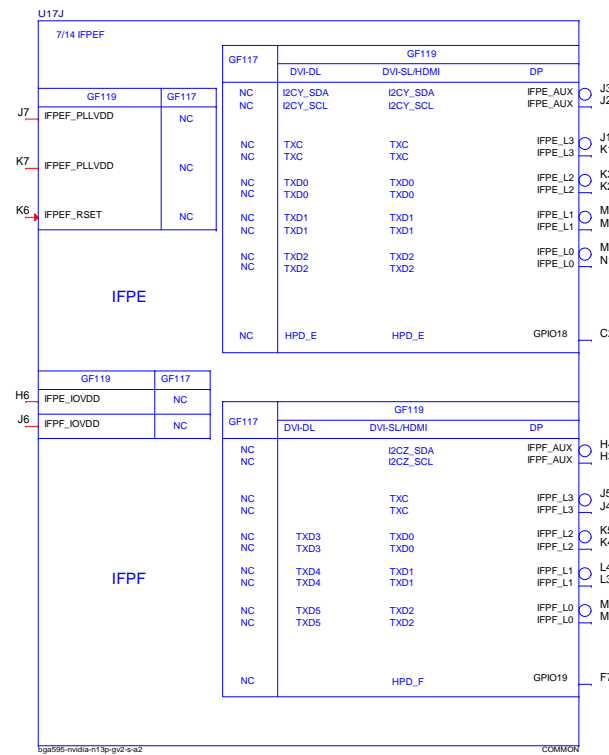 U17J
7/14 IFPEF
GF117 GF119
DVI-DL DVI-SL/HDMI DP
NC I2CY_SDA I2CY_SDA IFPE_AUX
NC I2CY_SCL I2CY_SCL IFPE_AUX
NC TXC TXC IFPE_L3
NC TXC TXC IFPE_L3
NC TXD0 TXD0 IFPE_L2
NC TXD0 TXD0 IFPE_L2
NC TXD1 TXD1 IFPE_L1
NC TXD1 TXD1 IFPE_L1
NC TXD2 TXD2 IFPE_L0
NC TXD2 TXD2 IFPE_L0
NC HPD_E HPD_E GPIO18
GF119 GF117
J7 IFPEF_PLLVDD NC
K7 IFPEF_PLLVDD NC
K6 IFPEF_RSET NC
IFPE
GF119 GF117
H6 IFPE_IOVDD NC
J6 IFPF_IOVDD NC
GF117 GF119
DVI-DL DVI-SL/HDMI DP
NC I2CZ_SDA IFPF_AUX
NC I2CZ_SCL IFPF_AUX
NC TXC IFPF_L3 J5
NC TXC IFPF_L3 J4
NC TXD3 TXD0 IFPF_L2
NC TXD3 TXD0 IFPF_L2
NC TXD4 TXD1 IFPF_L1 L4
NC TXD4 TXD1 IFPF_L1 L3
NC TXD5 TXD2 IFPF_L0
NC TXD5 TXD2 IFPF_L0
NC HPD_F GPIO19 F7
IFPF
bga595-nvidia-n13p-gv2-s-a2 COMMON